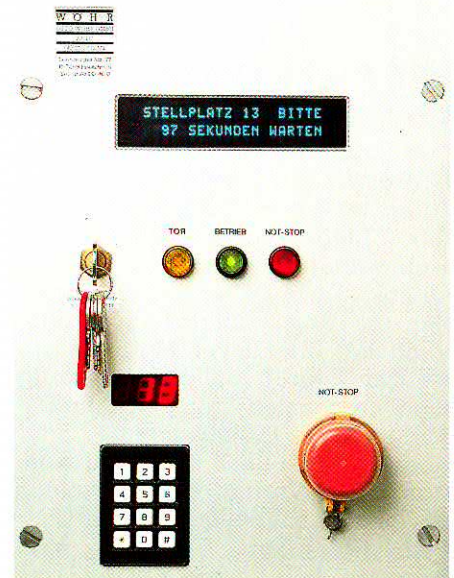 WÖHR
STELLPLATZ 13 BITTE
97 SEKUNDEN WARTEN
TOR BETRIEB NOT-STOP
13
NOT-STOP
1 2 3
4 5 6
7 8 9
* 0 #